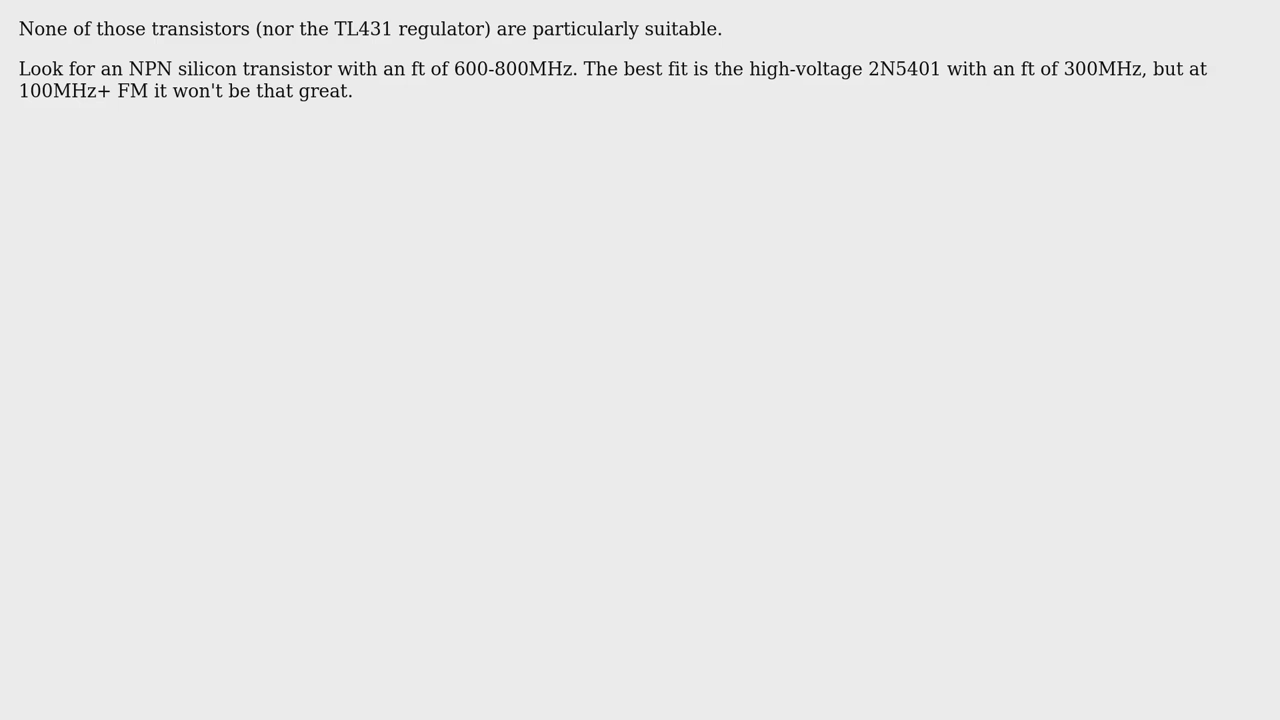 None of those transistors (nor the TL431 regulator) are particularly suitable.
Look for an NPN silicon transistor with an ft of 600-800MHz. The best fit is the high-voltage 2N5401 with an ft of 300MHz, but at
100MHz+ FM it won't be that great.